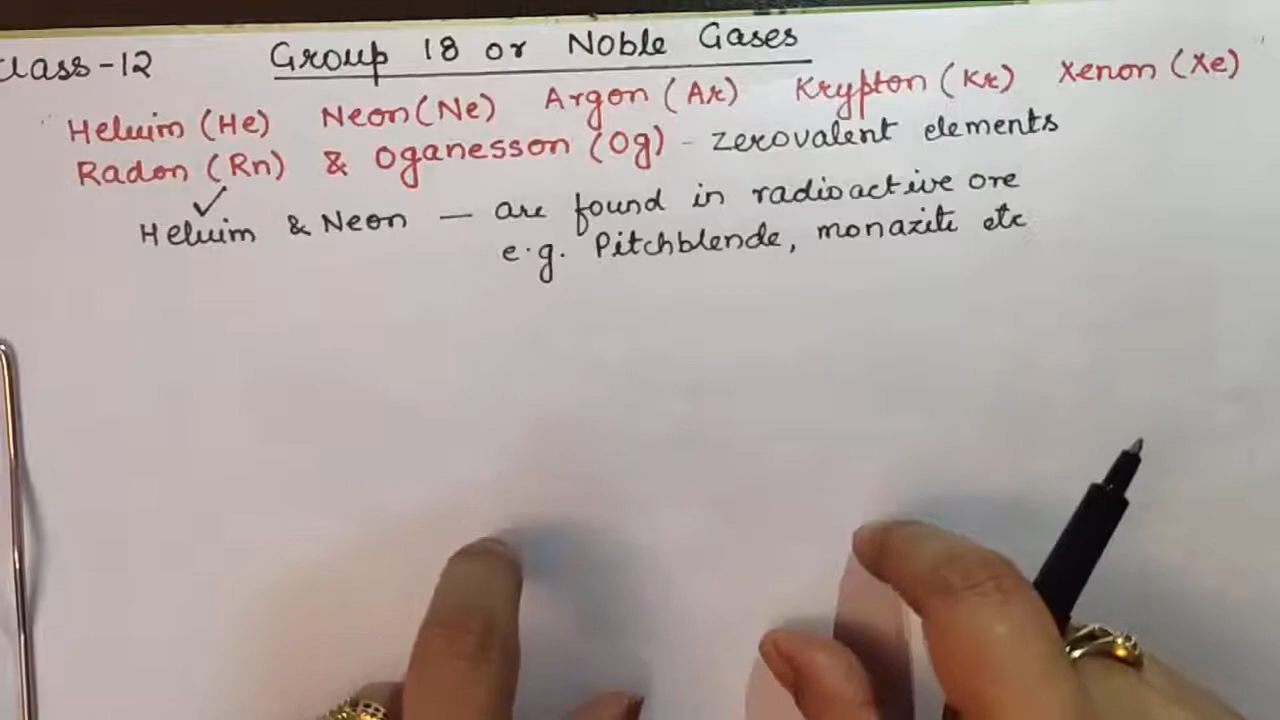 Class-12 Group 18 or Noble Gases
Heluim (He) Neon (Ne) Argon (Ar) Krypton (Kr) Xenon (Xe)
Radon (Rn) & Oganesson (Og) - zerovalent elements
Heluim & Neon — are found in radioactive ore
e.g. Pitchblende, monazite etc